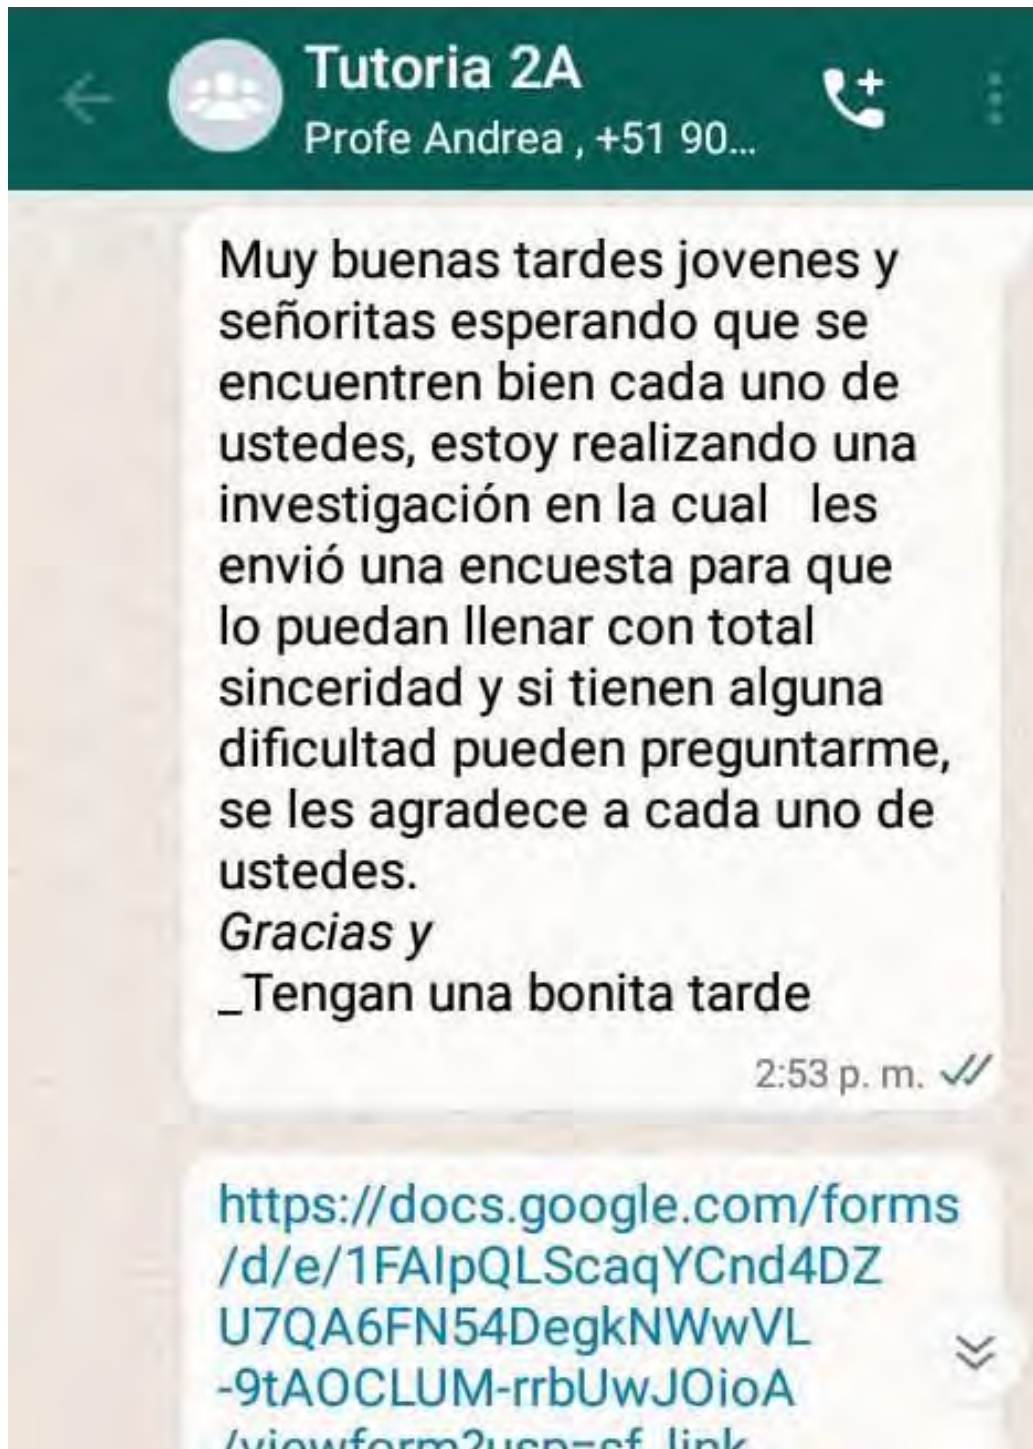 Tutoria 2A
Profe Andrea , +51 90...
Muy buenas tardes jovenes y
señoritas esperando que se
encuentren bien cada uno de
ustedes, estoy realizando una
investigación en la cual   les
envió una encuesta para que
lo puedan llenar con total
sinceridad y si tienen alguna
dificultad pueden preguntarme,
se les agradece a cada uno de
ustedes.
Gracias y
_Tengan una bonita tarde
2:53 p. m.
https://docs.google.com/forms
/d/e/1FAIpQLScaqYCnd4DZ
U7QA6FN54DegkNWwVL
-9tAOCLUM-rrbUwJOioA
/viewform?usp=sf_link